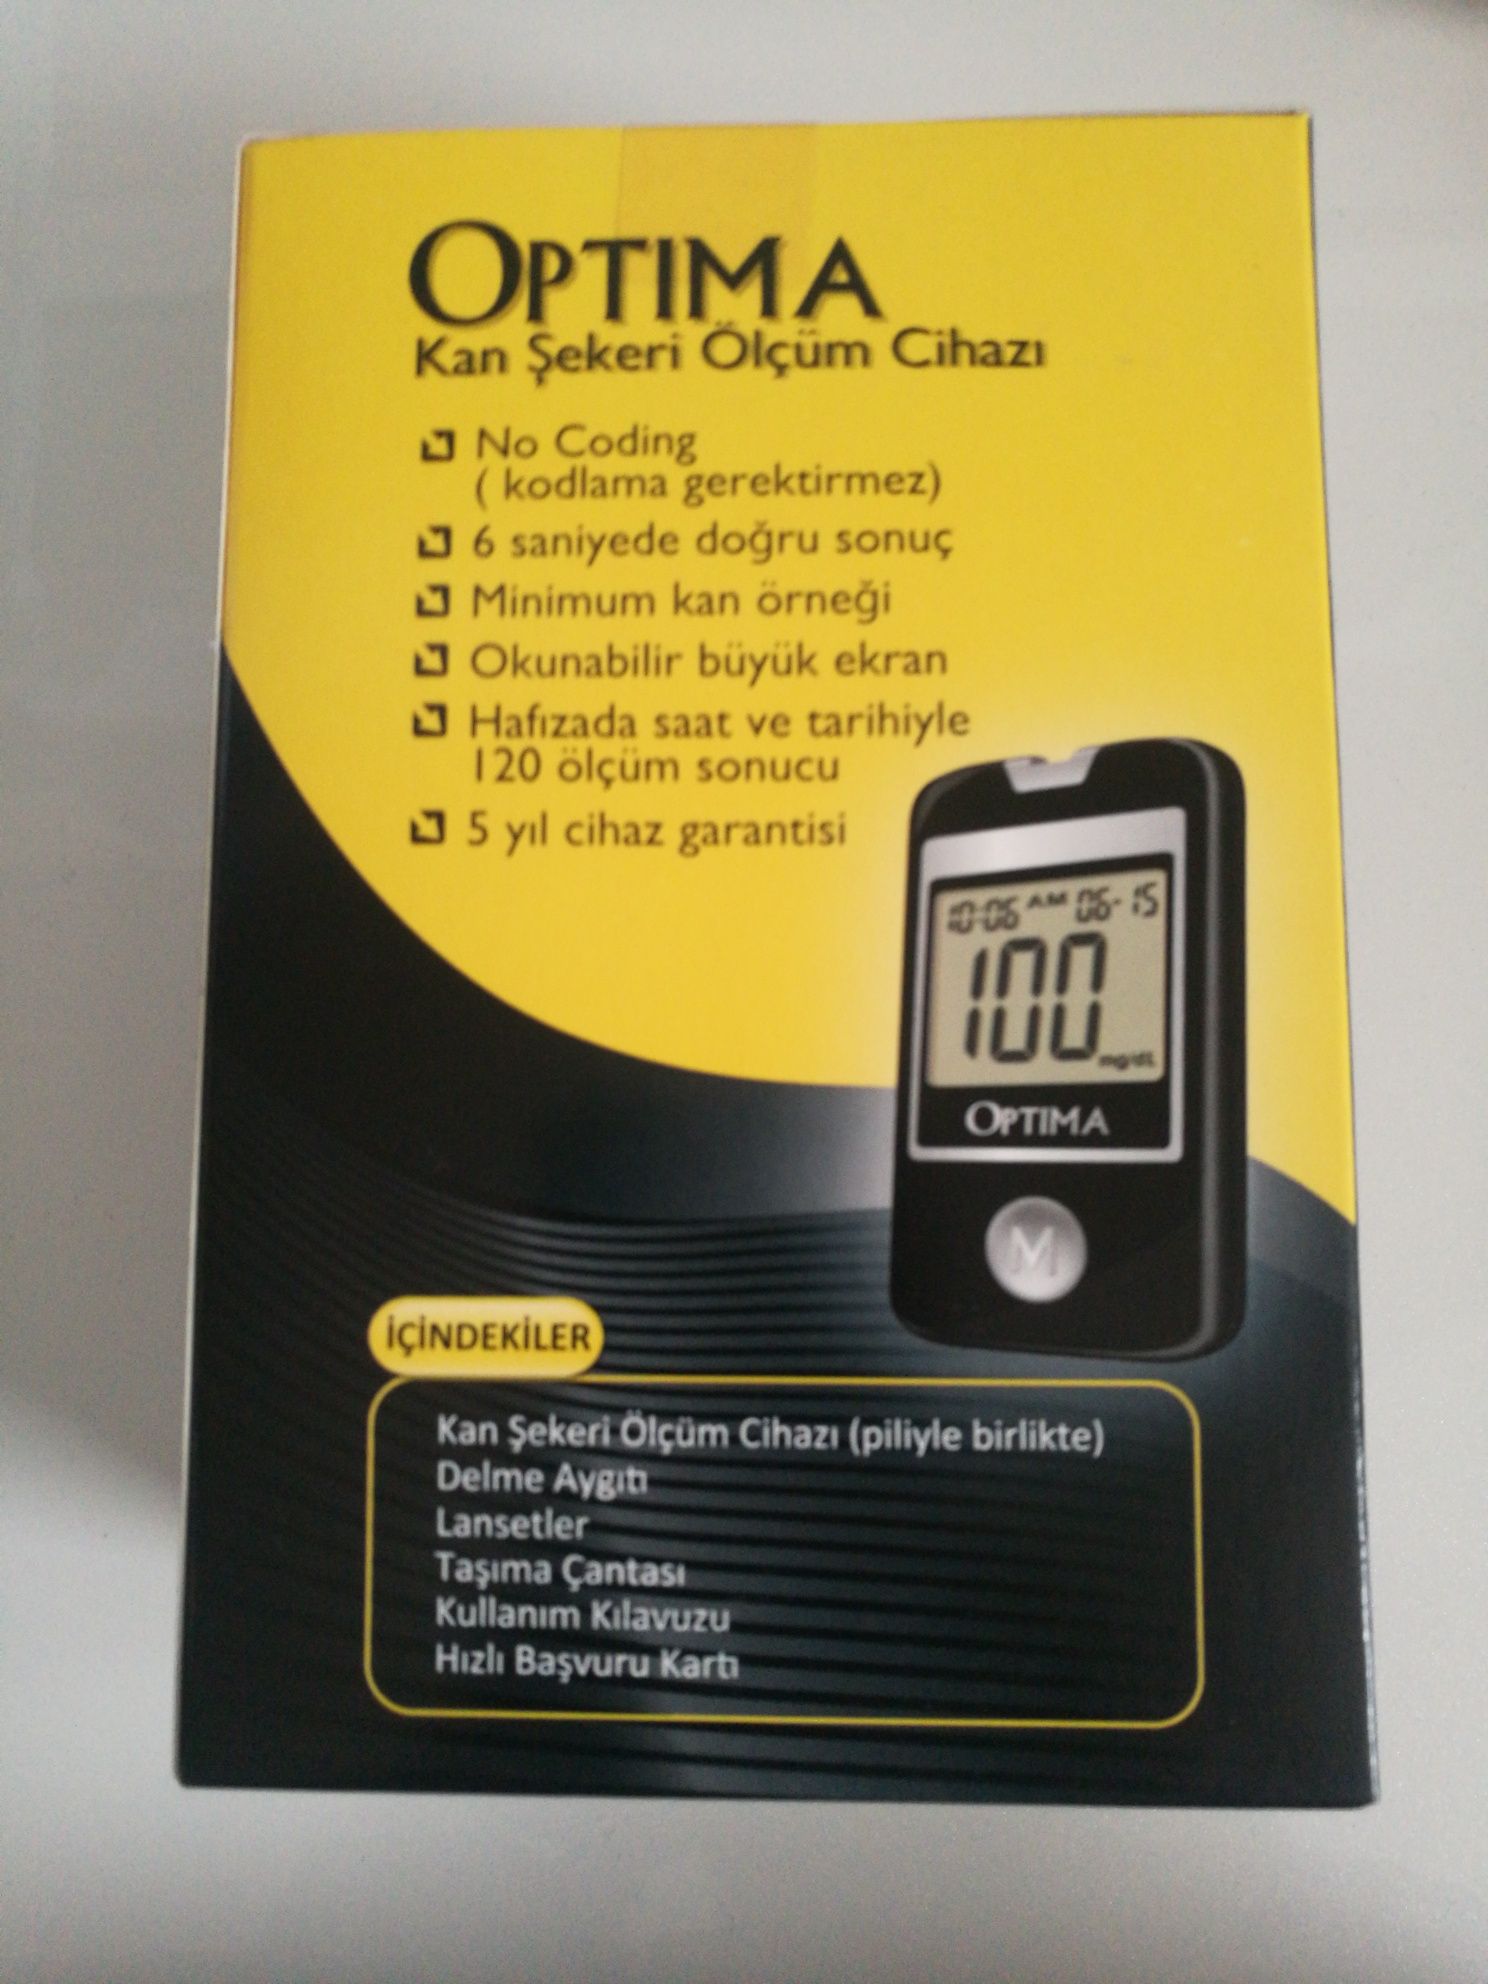 OPTIMA
Kan Şekeri Ölçüm Cihazı
No Coding
( kodlama gerektirmez)
6 saniyede doğru sonuç
Minimum kan örneği
Okunabilir büyük ekran
Hafızada saat ve tarihiyle
120 ölçüm sonucu
5 yıl cihaz garantisi
10:06 AM 06-15
100
mg/dL
OPTIMA
M
İÇİNDEKİLER
Kan Şekeri Ölçüm Cihazı (piliyle birlikte)
Delme Aygıtı
Lansetler
Taşıma Çantası
Kullanım Kılavuzu
Hızlı Başvuru Kartı